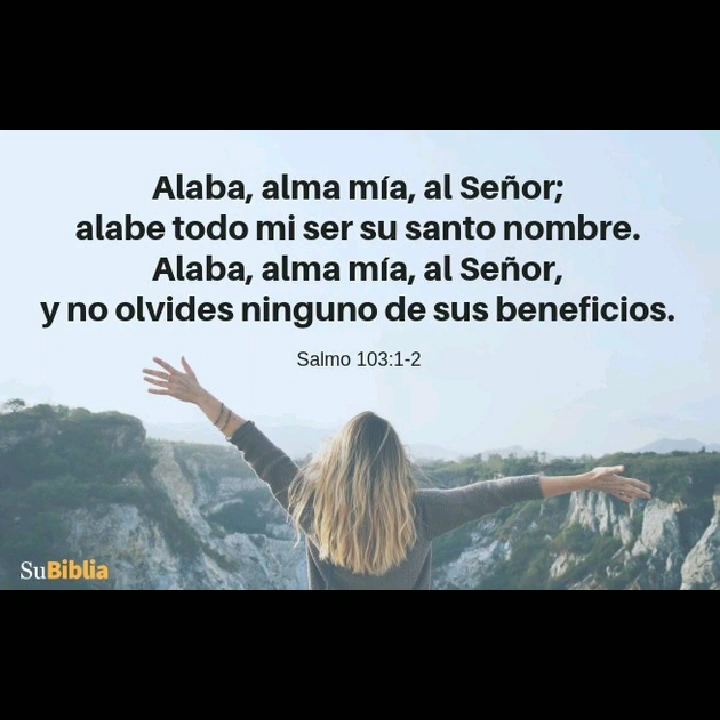 Alaba, alma mía, al Señor;
alabe todo mi ser su santo nombre.
Alaba, alma mía, al Señor,
y no olvides ninguno de sus beneficios.
Salmo 103:1-2
SuBiblia